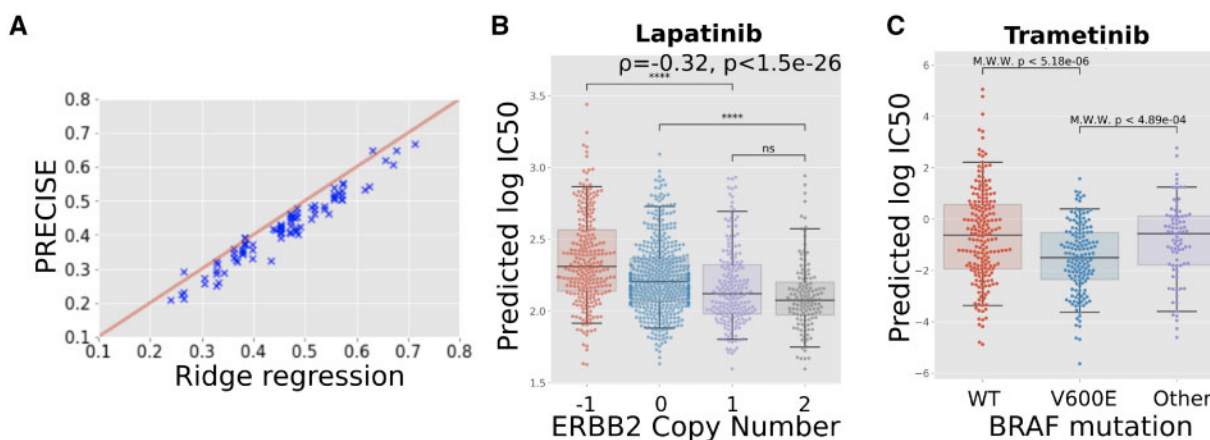 A
0.8
0.7
0.6
0.5
0.4
0.3
0.2
0.1
0.1 0.2 0.3 0.4 0.5 0.6 0.7 0.8
PRECISE
Ridge regression
B
Lapatinib
ρ=-0.32, p<1.5e-26
****
****
ns
3.5
3.0
2.5
2.0
1.5
Predicted log IC50
-1 0 1 2
ERBB2 Copy Number
C
Trametinib
M.W.W. p < 5.18e-06
M.W.W. p < 4.89e-04
6
4
2
0
−2
−4
−6
Predicted log IC50
WT V600E Other
BRAF mutation